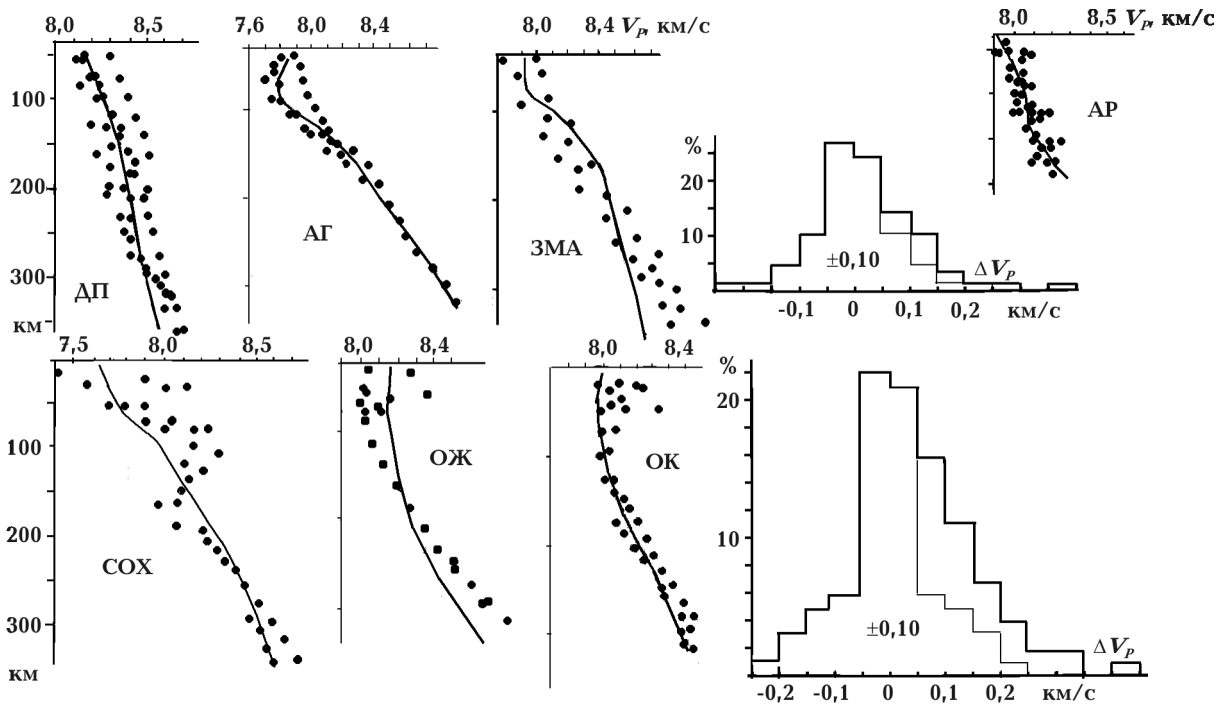 8,0 8,5
7,6 8,0 8,4
8,0 8,4 V_P, км/с
8,0 8,5 V_P, км/с
100
200
300
км
ДП
АГ
ЗМА
АР
%
20
10
±0,10
ΔV_P
-0,1 0 0,1 0,2 км/с
7,5 8,0 8,5
8,0 8,4
8,0 8,4
100
200
300
км
СОХ
ОЖ
ОК
%
20
10
±0,10
ΔV_P
-0,2 -0,1 0 0,1 0,2 км/с